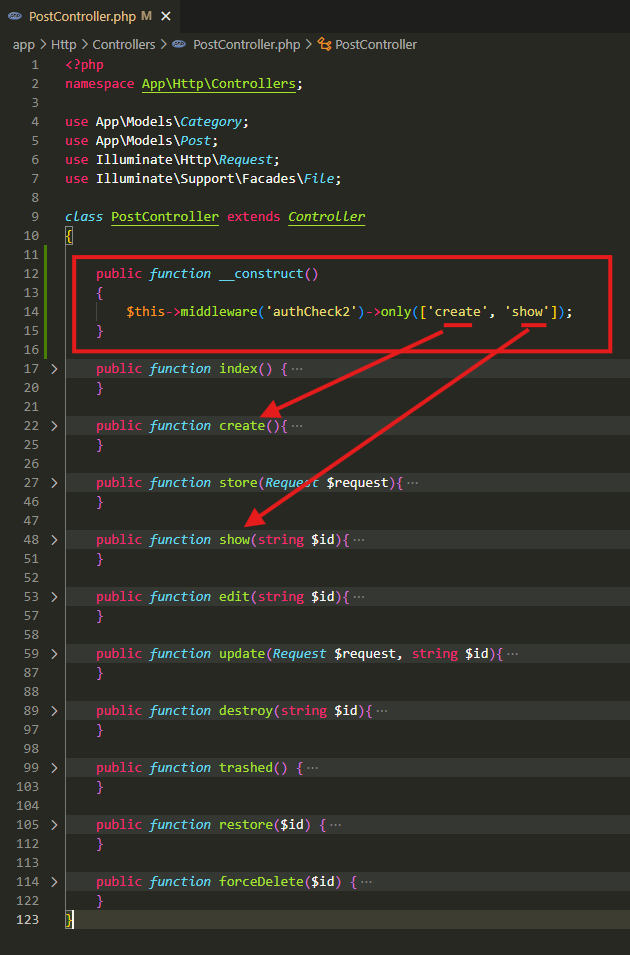 PostController.php M ×
app > Http > Controllers > PostController.php > PostController
1 <?php
2 namespace App\Http\Controllers;
3
4 use App\Models\Category;
5 use App\Models\Post;
6 use Illuminate\Http\Request;
7 use Illuminate\Support\Facades\File;
8
9 class PostController extends Controller
10 {
11
12 public function __construct()
13 {
14 $this->middleware('authCheck2')->only(['create', 'show']);
15 }
16
17 > public function index() { ···
20 }
21
22 > public function create(){ ···
25 }
26
27 > public function store(Request $request){ ···
46 }
47
48 > public function show(string $id){ ···
51 }
52
53 > public function edit(string $id){ ···
57 }
58
59 > public function update(Request $request, string $id){ ···
87 }
88
89 > public function destroy(string $id){ ···
97 }
98
99 > public function trashed() { ···
103 }
104
105 > public function restore($id) { ···
112 }
113
114 > public function forceDelete($id) { ···
122 }
123 }